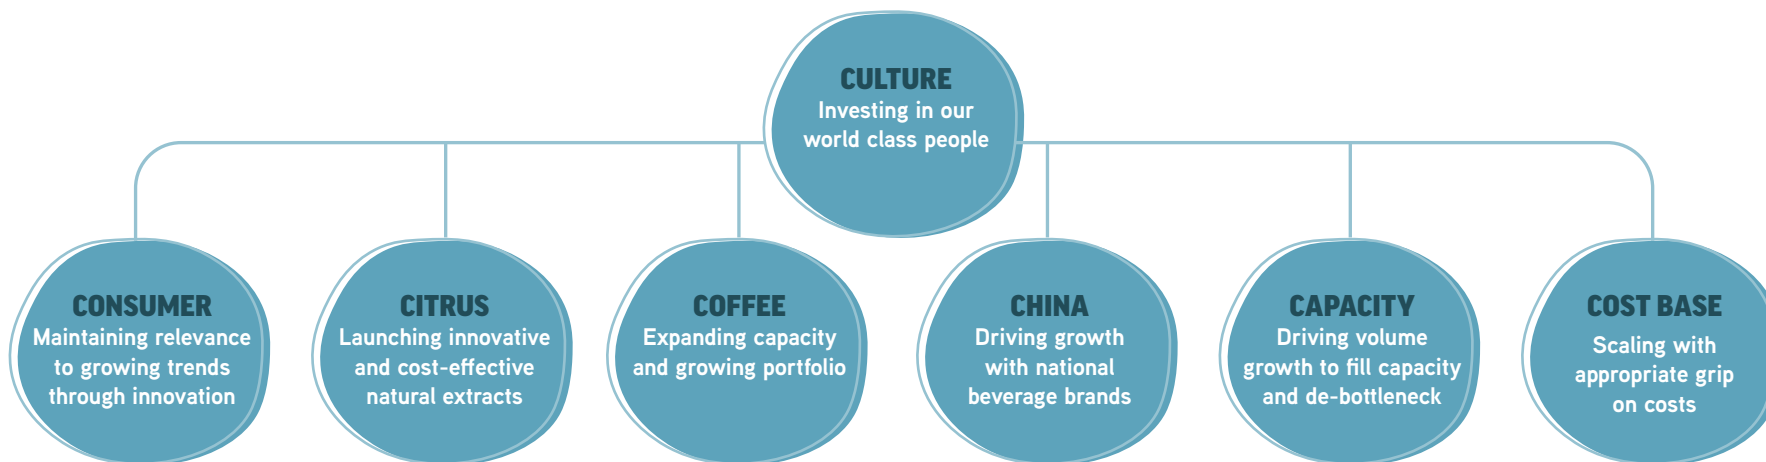 CULTURE
Investing in our
world class people
CONSUMER
Maintaining relevance
to growing trends
through innovation
CITRUS
Launching innovative
and cost-effective
natural extracts
COFFEE
Expanding capacity
and growing portfolio
CHINA
Driving growth
with national
beverage brands
CAPACITY
Driving volume
growth to fill capacity
and de-bottleneck
COST BASE
Scaling with
appropriate grip
on costs